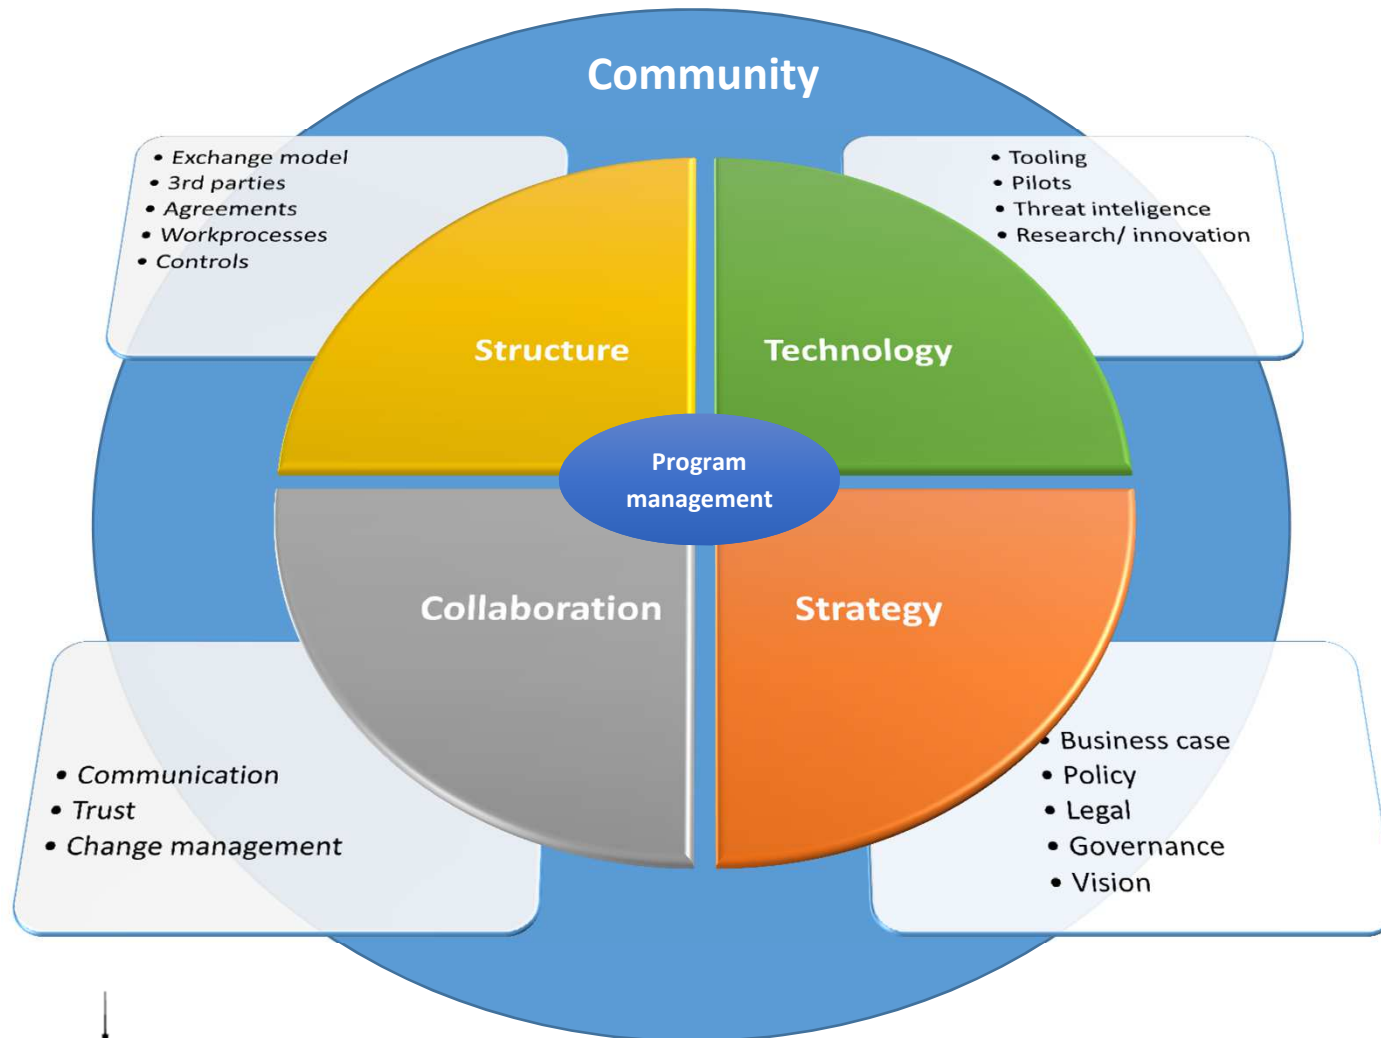 Community
• Exchange model
• 3rd parties
• Agreements
• Workprocesses
• Controls
• Tooling
• Pilots
• Threat inteligence
• Research/ innovation
Structure
Technology
Program
management
Collaboration
Strategy
• Communication
• Trust
• Change management
• Business case
• Policy
• Legal
• Governance
• Vision